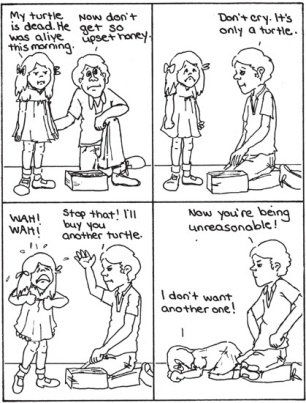 My turtle
is dead. He
was alive
this morning.
Now don't
get so
upset honey.
Don't cry. It's
only a turtle.
WAH!
WAH!
Stop that! I'll
buy you
another turtle.
Now you're being
unreasonable!
I don't want
another one!